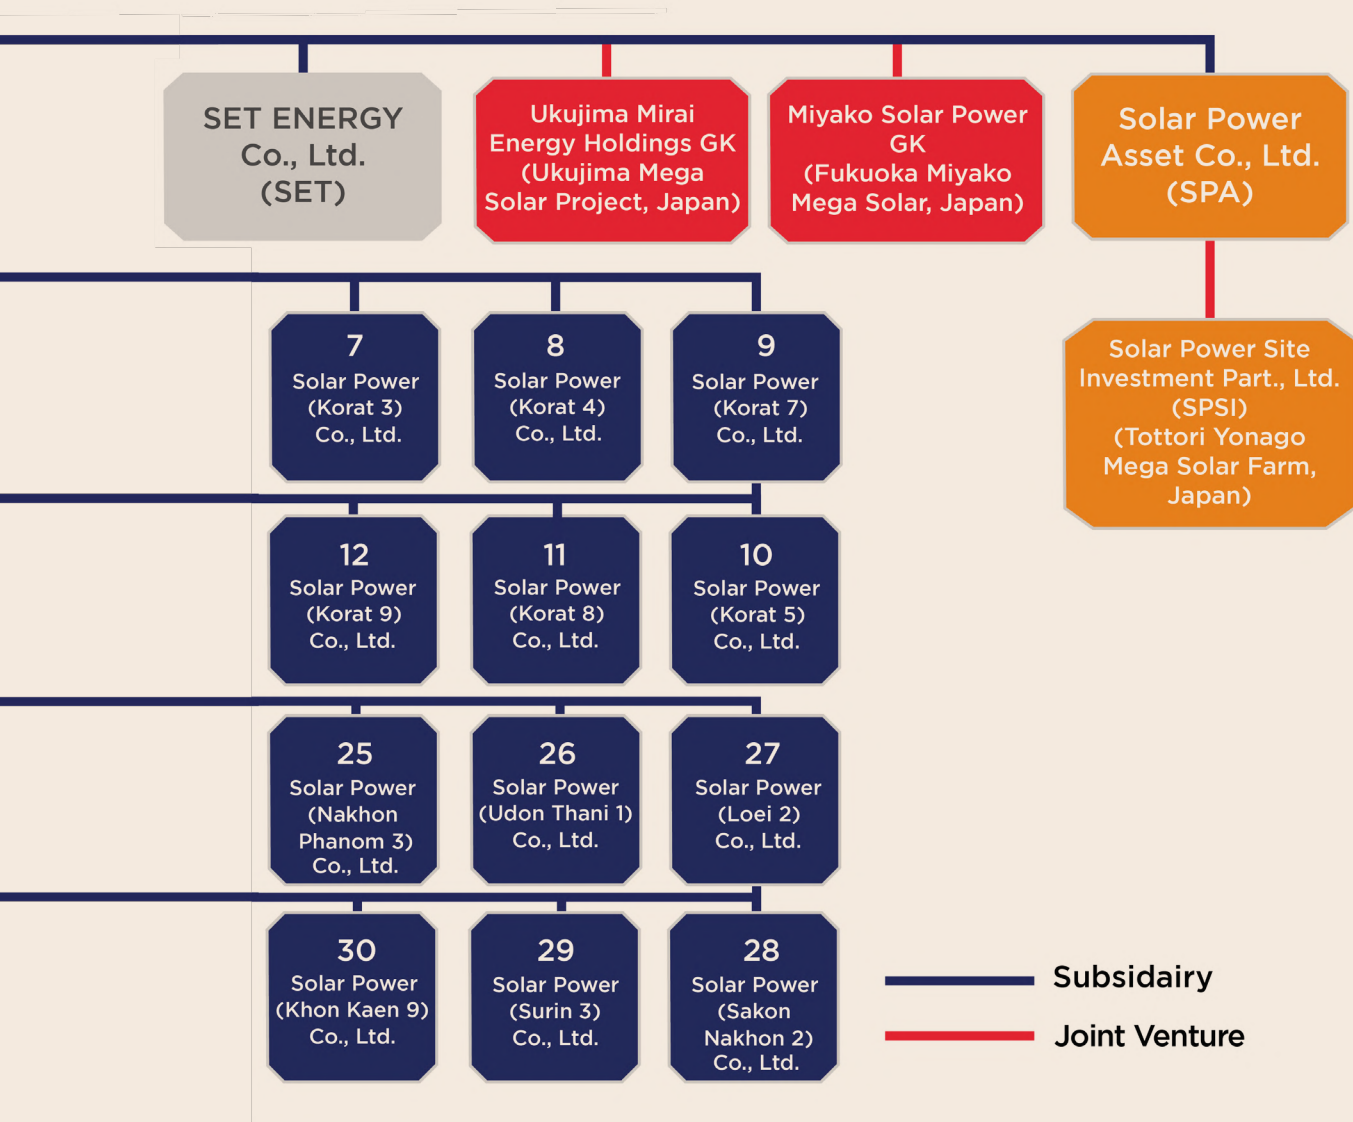 SET ENERGY
Co., Ltd.
(SET)
Ukujima Mirai
Energy Holdings GK
(Ukujima Mega
Solar Project, Japan)
Miyako Solar Power
GK
(Fukuoka Miyako
Mega Solar, Japan)
Solar Power
Asset Co., Ltd.
(SPA)
Solar Power Site
Investment Part., Ltd.
(SPSI)
(Tottori Yonago
Mega Solar Farm,
Japan)
7
Solar Power
(Korat 3)
Co., Ltd.
8
Solar Power
(Korat 4)
Co., Ltd.
9
Solar Power
(Korat 7)
Co., Ltd.
12
Solar Power
(Korat 9)
Co., Ltd.
11
Solar Power
(Korat 8)
Co., Ltd.
10
Solar Power
(Korat 5)
Co., Ltd.
25
Solar Power
(Nakhon
Phanom 3)
Co., Ltd.
26
Solar Power
(Udon Thani 1)
Co., Ltd.
27
Solar Power
(Loei 2)
Co., Ltd.
30
Solar Power
(Khon Kaen 9)
Co., Ltd.
29
Solar Power
(Surin 3)
Co., Ltd.
28
Solar Power
(Sakon
Nakhon 2)
Co., Ltd.
Subsidairy
Joint Venture